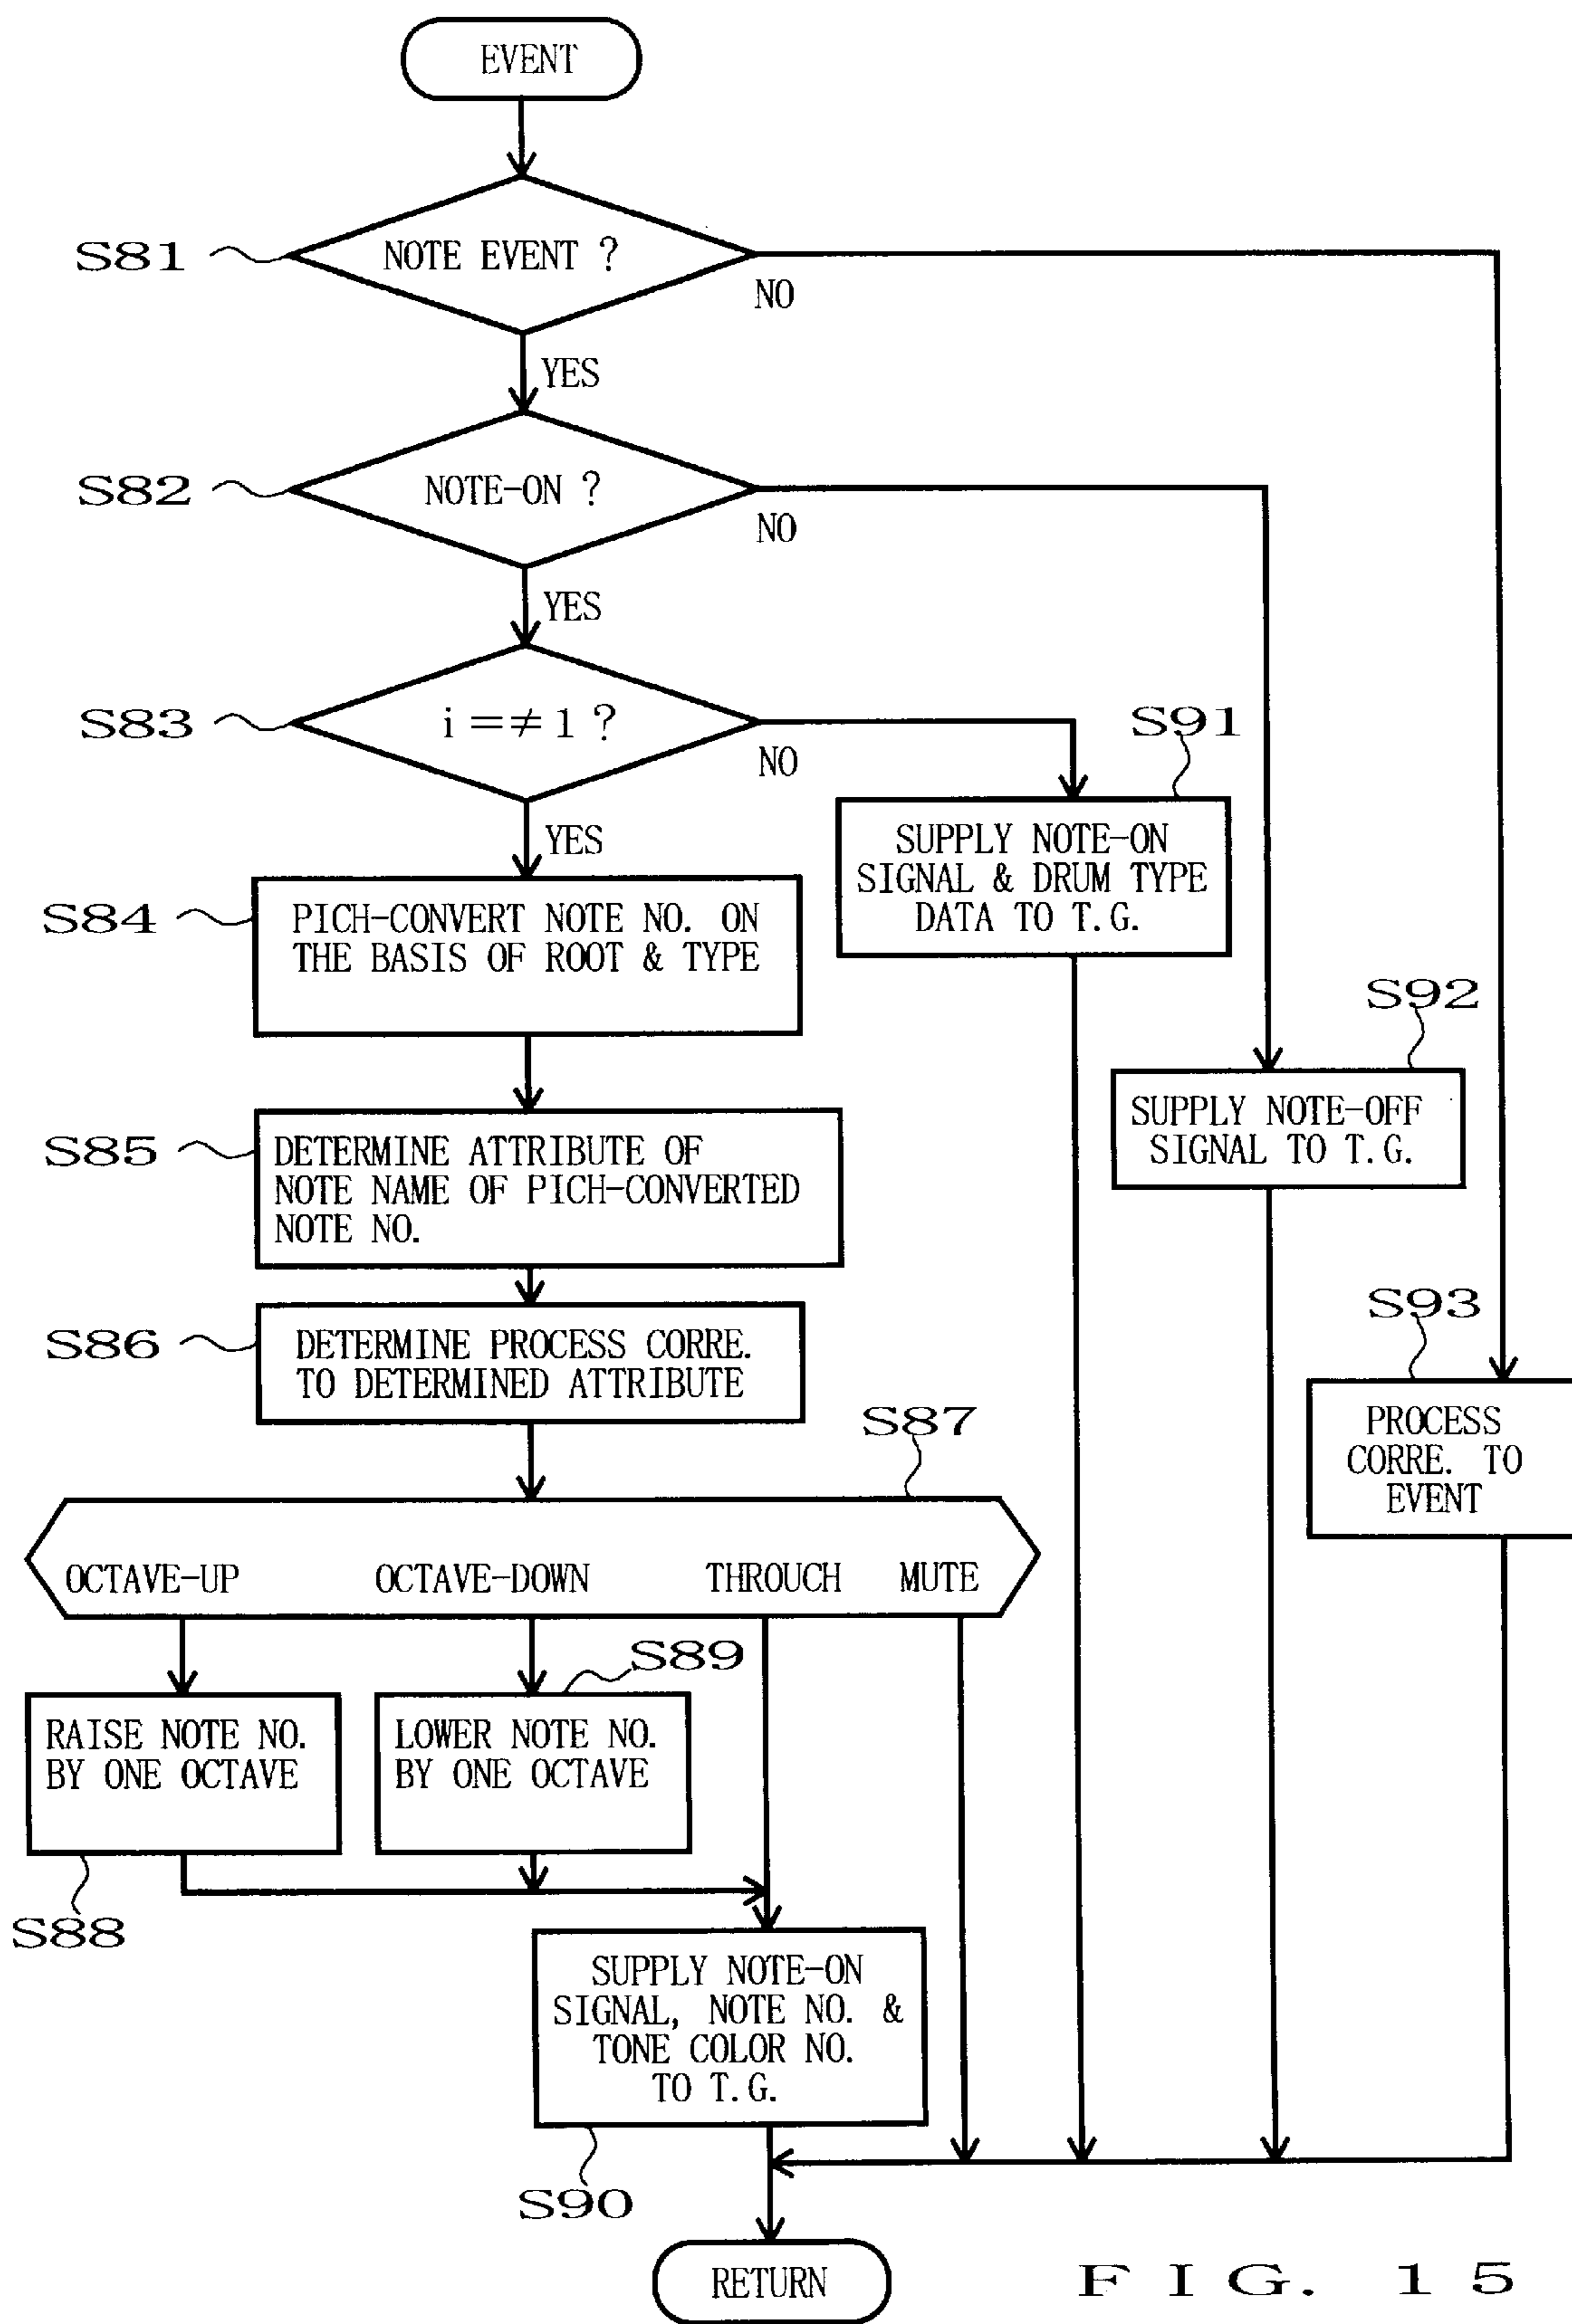 EVENT
S81
NOTE EVENT ?
NO
YES
S82
NOTE-ON ?
NO
YES
S83
i =≠ 1 ?
NO
YES
S91
SUPPLY NOTE-ON
SIGNAL & DRUM TYPE
DATA TO T.G.
S84
PICH-CONVERT NOTE NO. ON
THE BASIS OF ROOT & TYPE
S92
SUPPLY NOTE-OFF
SIGNAL TO T.G.
S85
DETERMINE ATTRIBUTE OF
NOTE NAME OF PICH-CONVERTED
NOTE NO.
S86
DETERMINE PROCESS CORRE.
TO DETERMINED ATTRIBUTE
S93
PROCESS
CORRE. TO
EVENT
S87
OCTAVE-UP
OCTAVE-DOWN
THROUCH
MUTE
S89
RAISE NOTE NO.
BY ONE OCTAVE
LOWER NOTE NO.
BY ONE OCTAVE
S88
SUPPLY NOTE-ON
SIGNAL, NOTE NO. &
TONE COLOR NO.
TO T.G.
S90
RETURN
FIG. 15